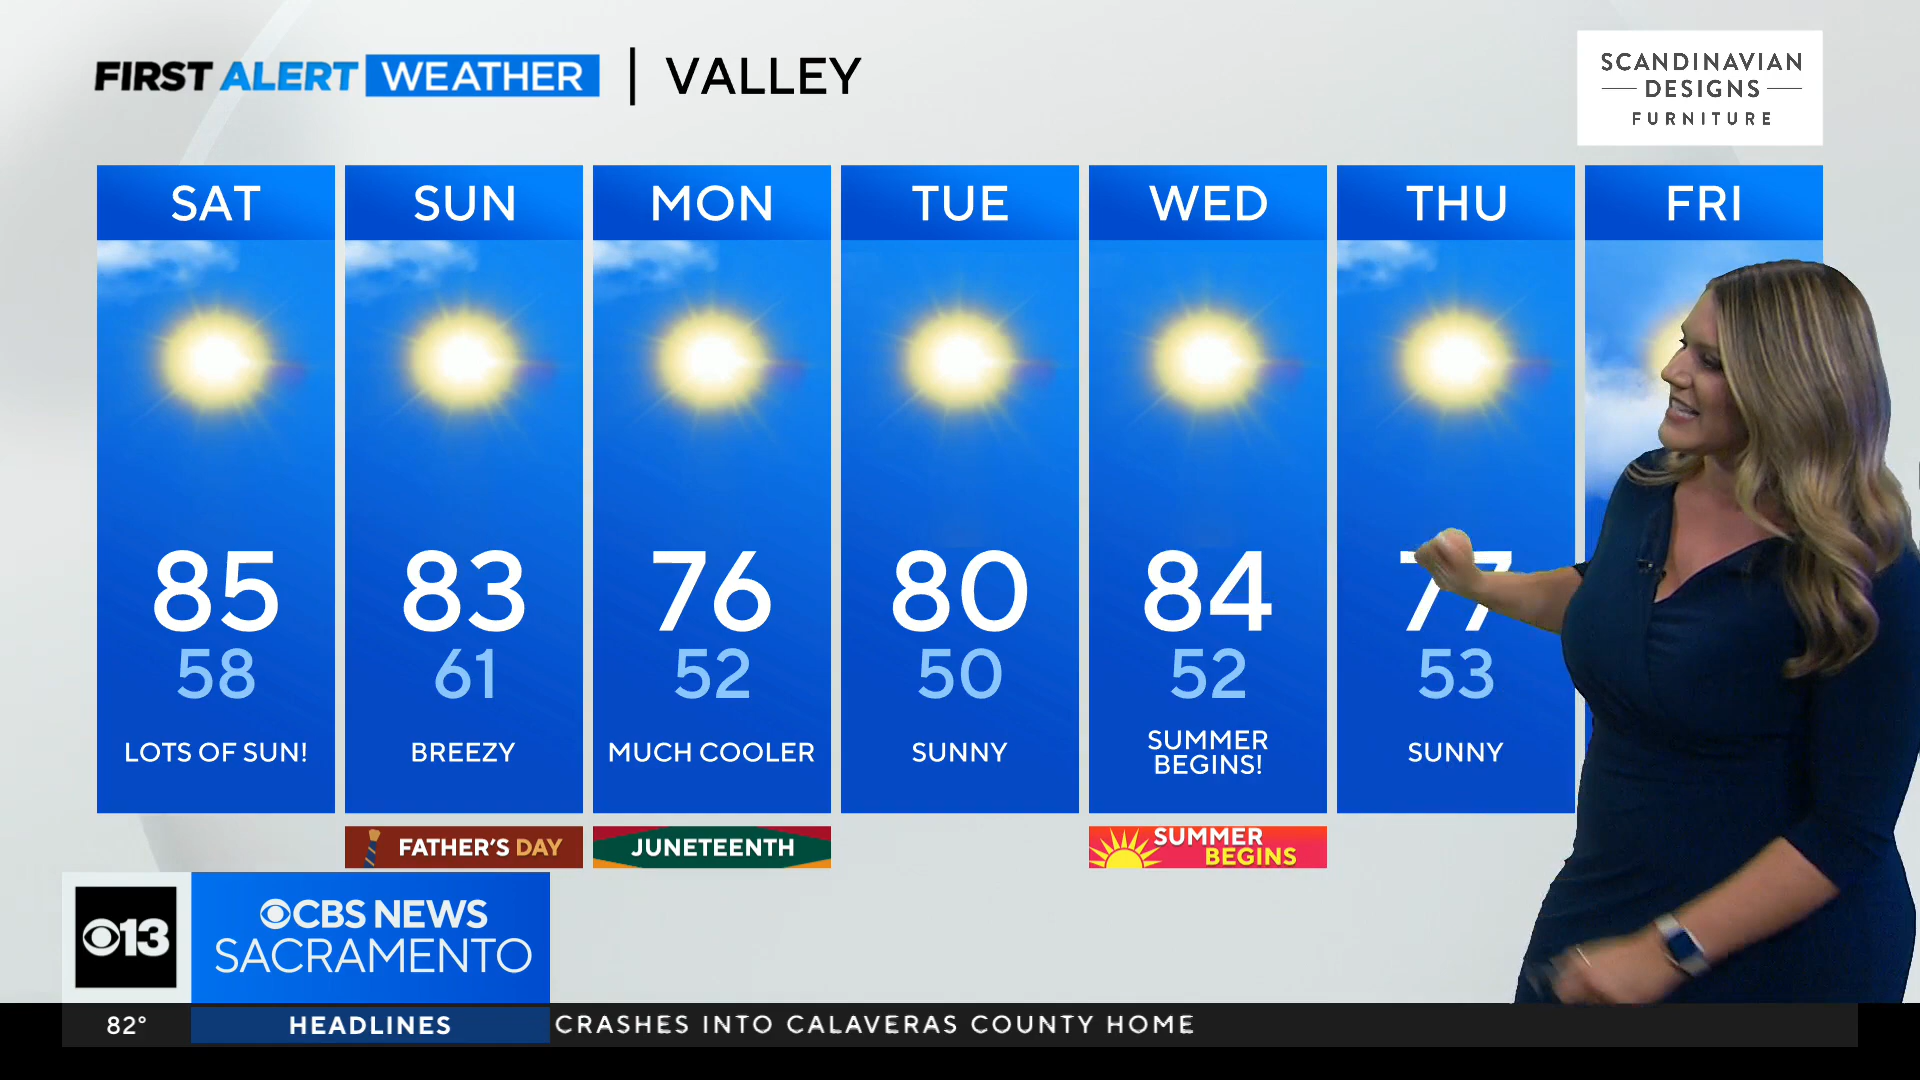 FIRST ALERT WEATHER | VALLEY
SCANDINAVIAN
DESIGNS
FURNITURE
SAT SUN MON TUE WED THU FRI
85 83 76 80 84 77
58 61 52 50 52 53
LOTS OF SUN! BREEZY MUCH COOLER SUNNY SUMMER BEGINS! SUNNY
FATHER'S DAY JUNETEENTH SUMMER BEGINS
13 CBS NEWS
SACRAMENTO
82° HEADLINES CRASHES INTO CALAVERAS COUNTY HOME